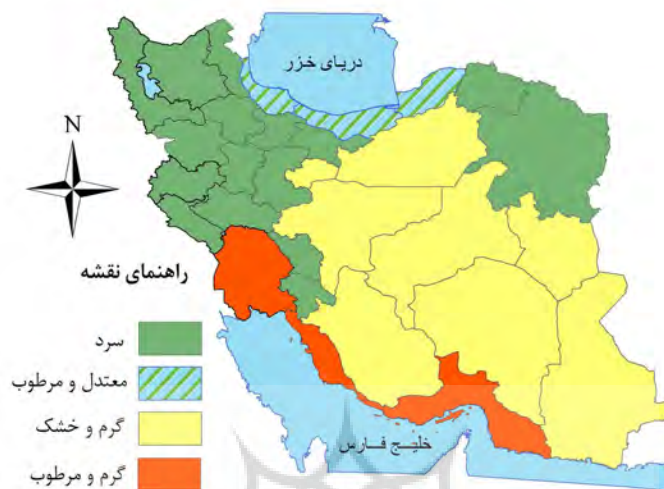 دریای خزر
N
راهنمای نقشه
سرد
معتدل و مرطوب
گرم و خشک
گرم و مرطوب
خلیج فارس